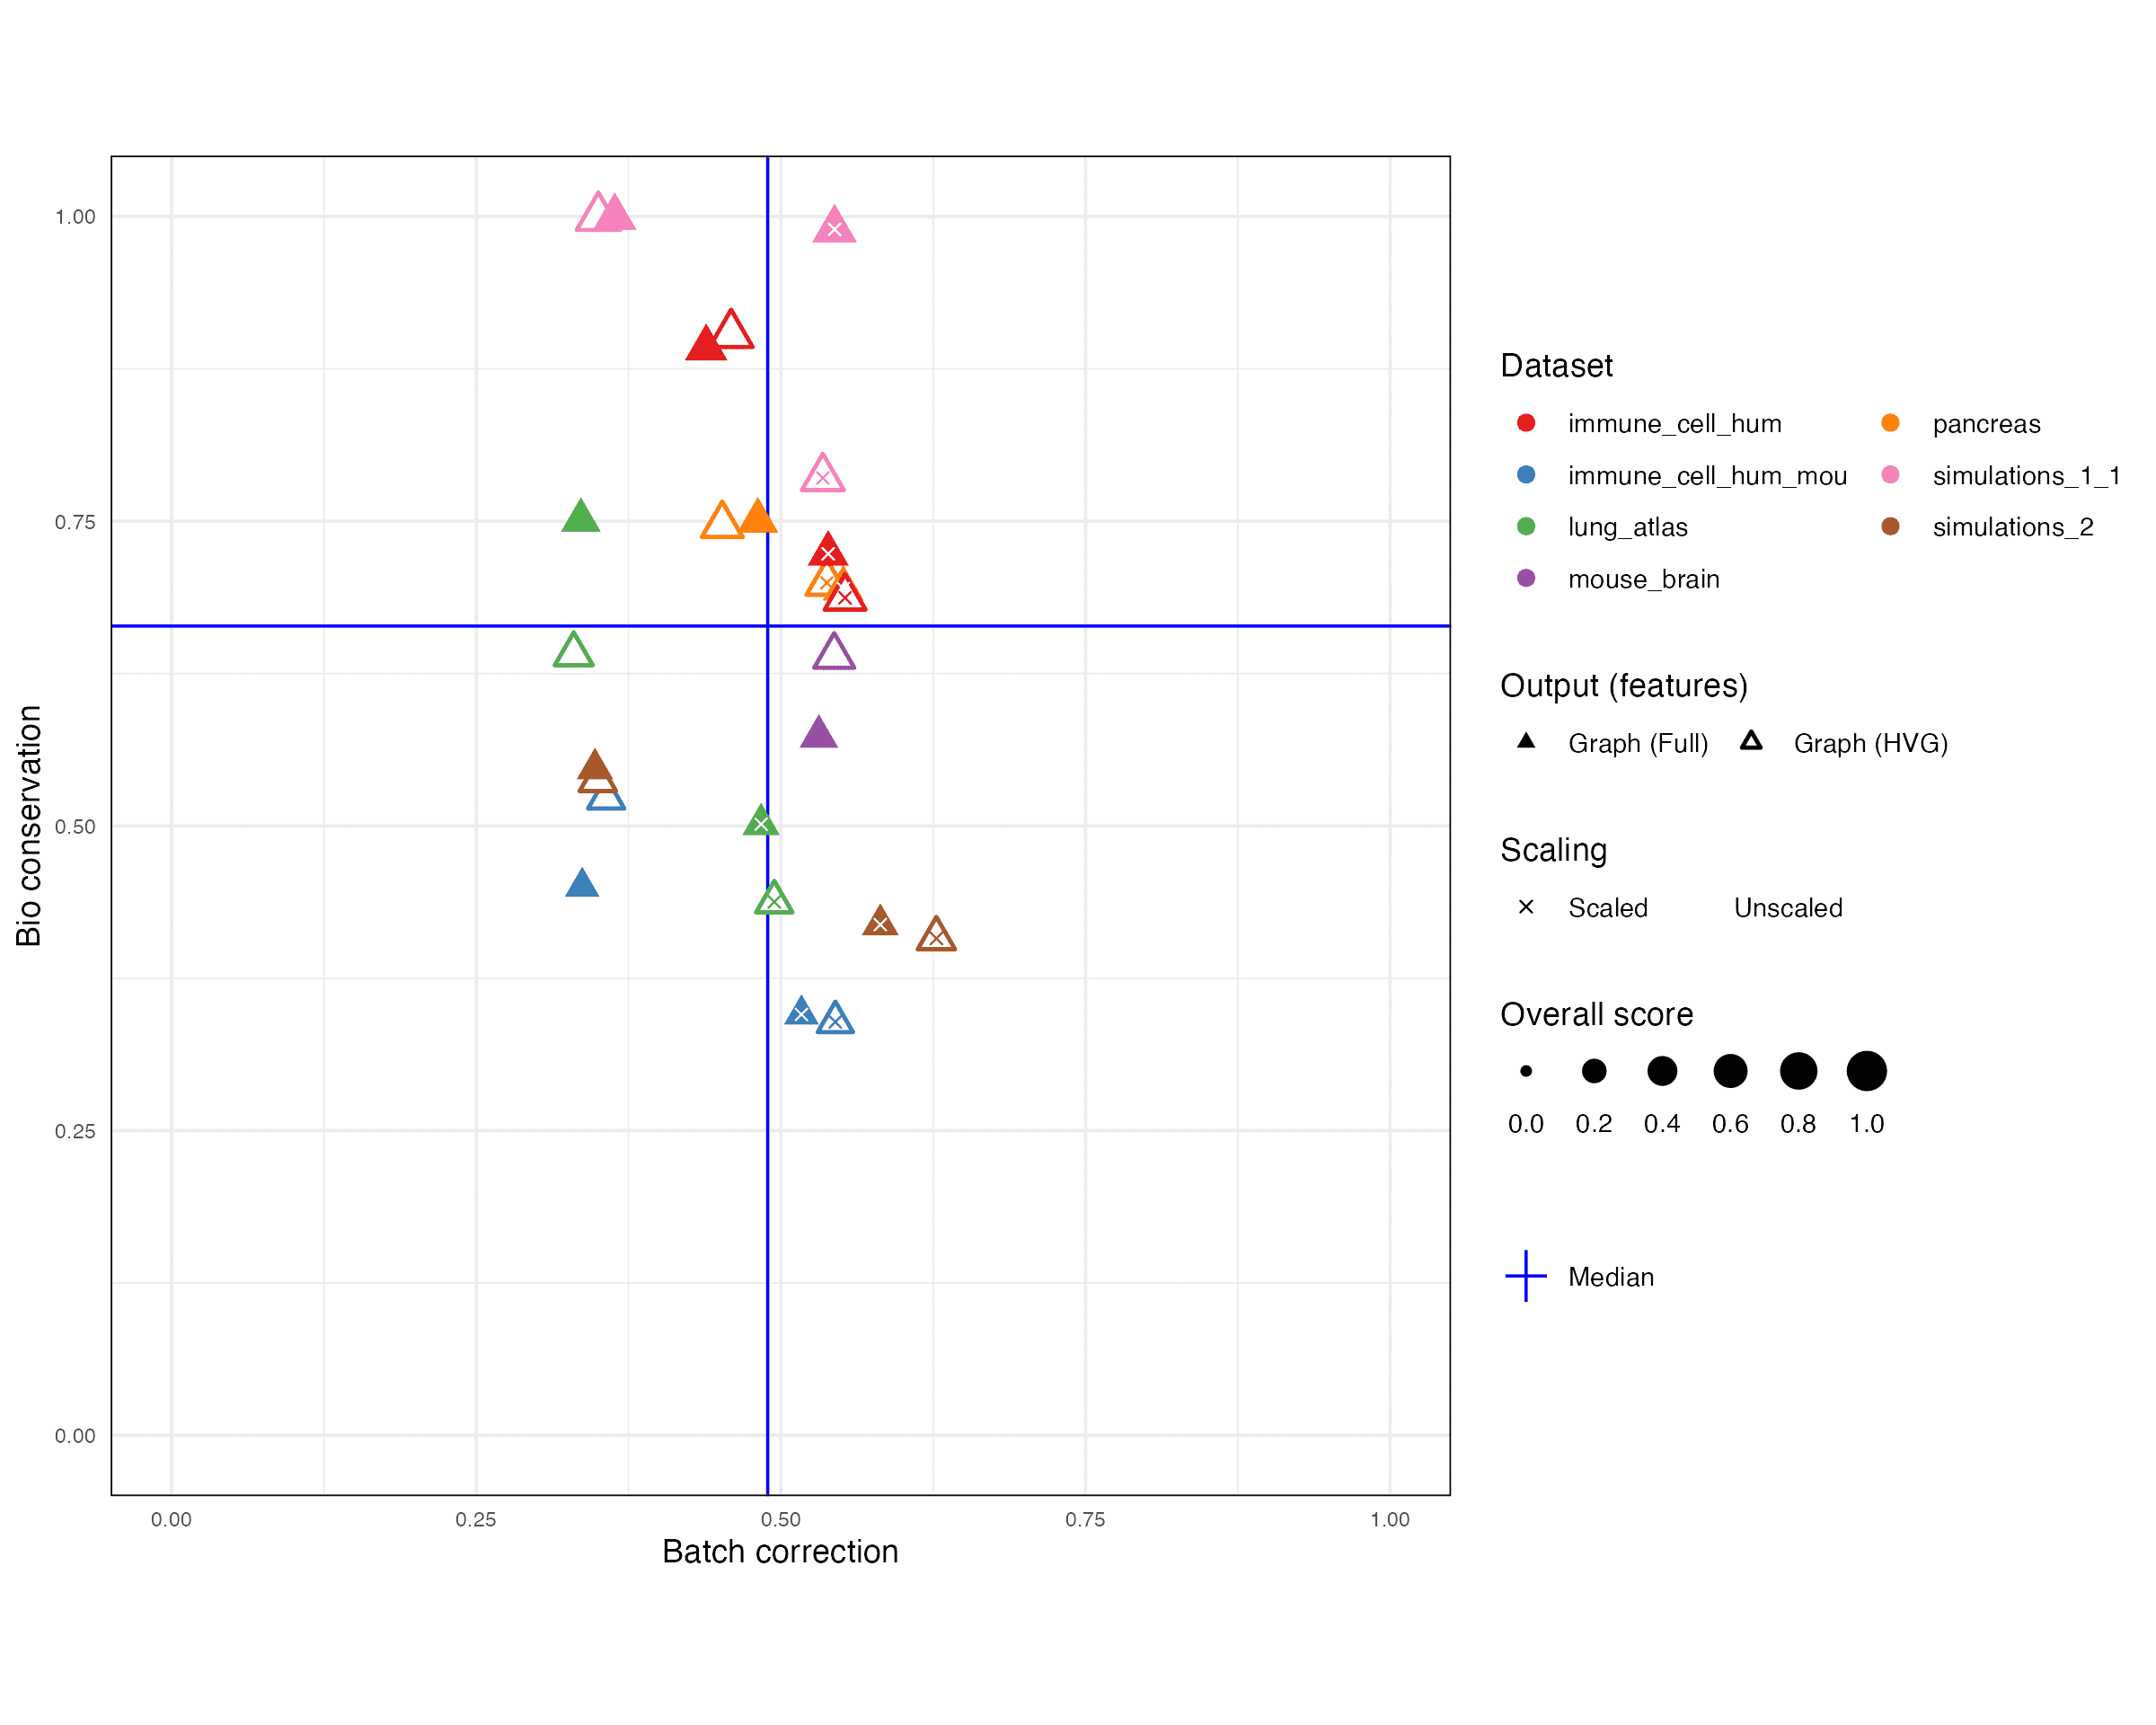 1.00
0.75
0.50
0.25
0.00
Bio conservation
0.00 0.25 0.50 0.75 1.00
Batch correction
Dataset
immune_cell_hum pancreas
immune_cell_hum_mou simulations_1_1
lung_atlas simulations_2
mouse_brain
Output (features)
Graph (Full) Graph (HVG)
Scaling
Scaled Unscaled
Overall score
0.0 0.2 0.4 0.6 0.8 1.0
Median